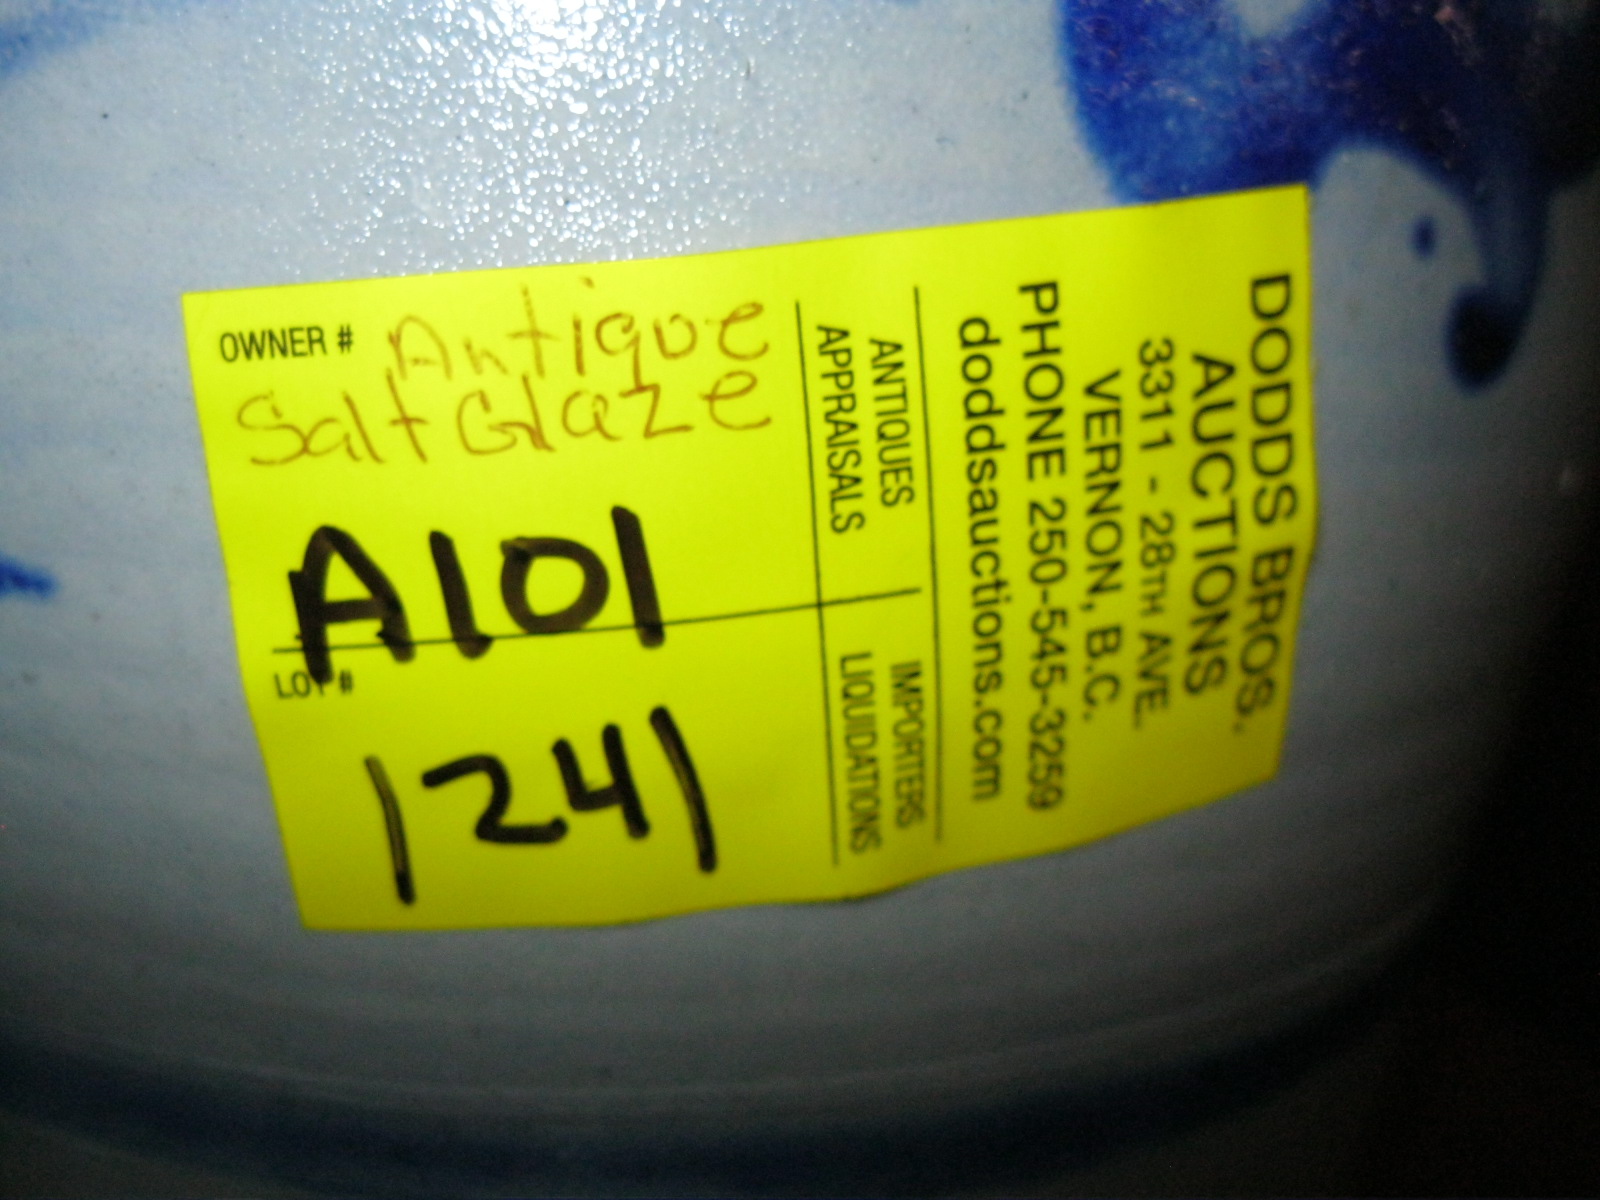 OWNER # Antique
Salt Glaze
A101
LOT #
1241
ANTIQUES
APPRAISALS
IMPORTERS
LIQUIDATIONS
DODDS BROS.
AUCTIONS
3311 - 28TH AVE.
VERNON, B.C.
PHONE 250-545-3259
doddsauctions.com